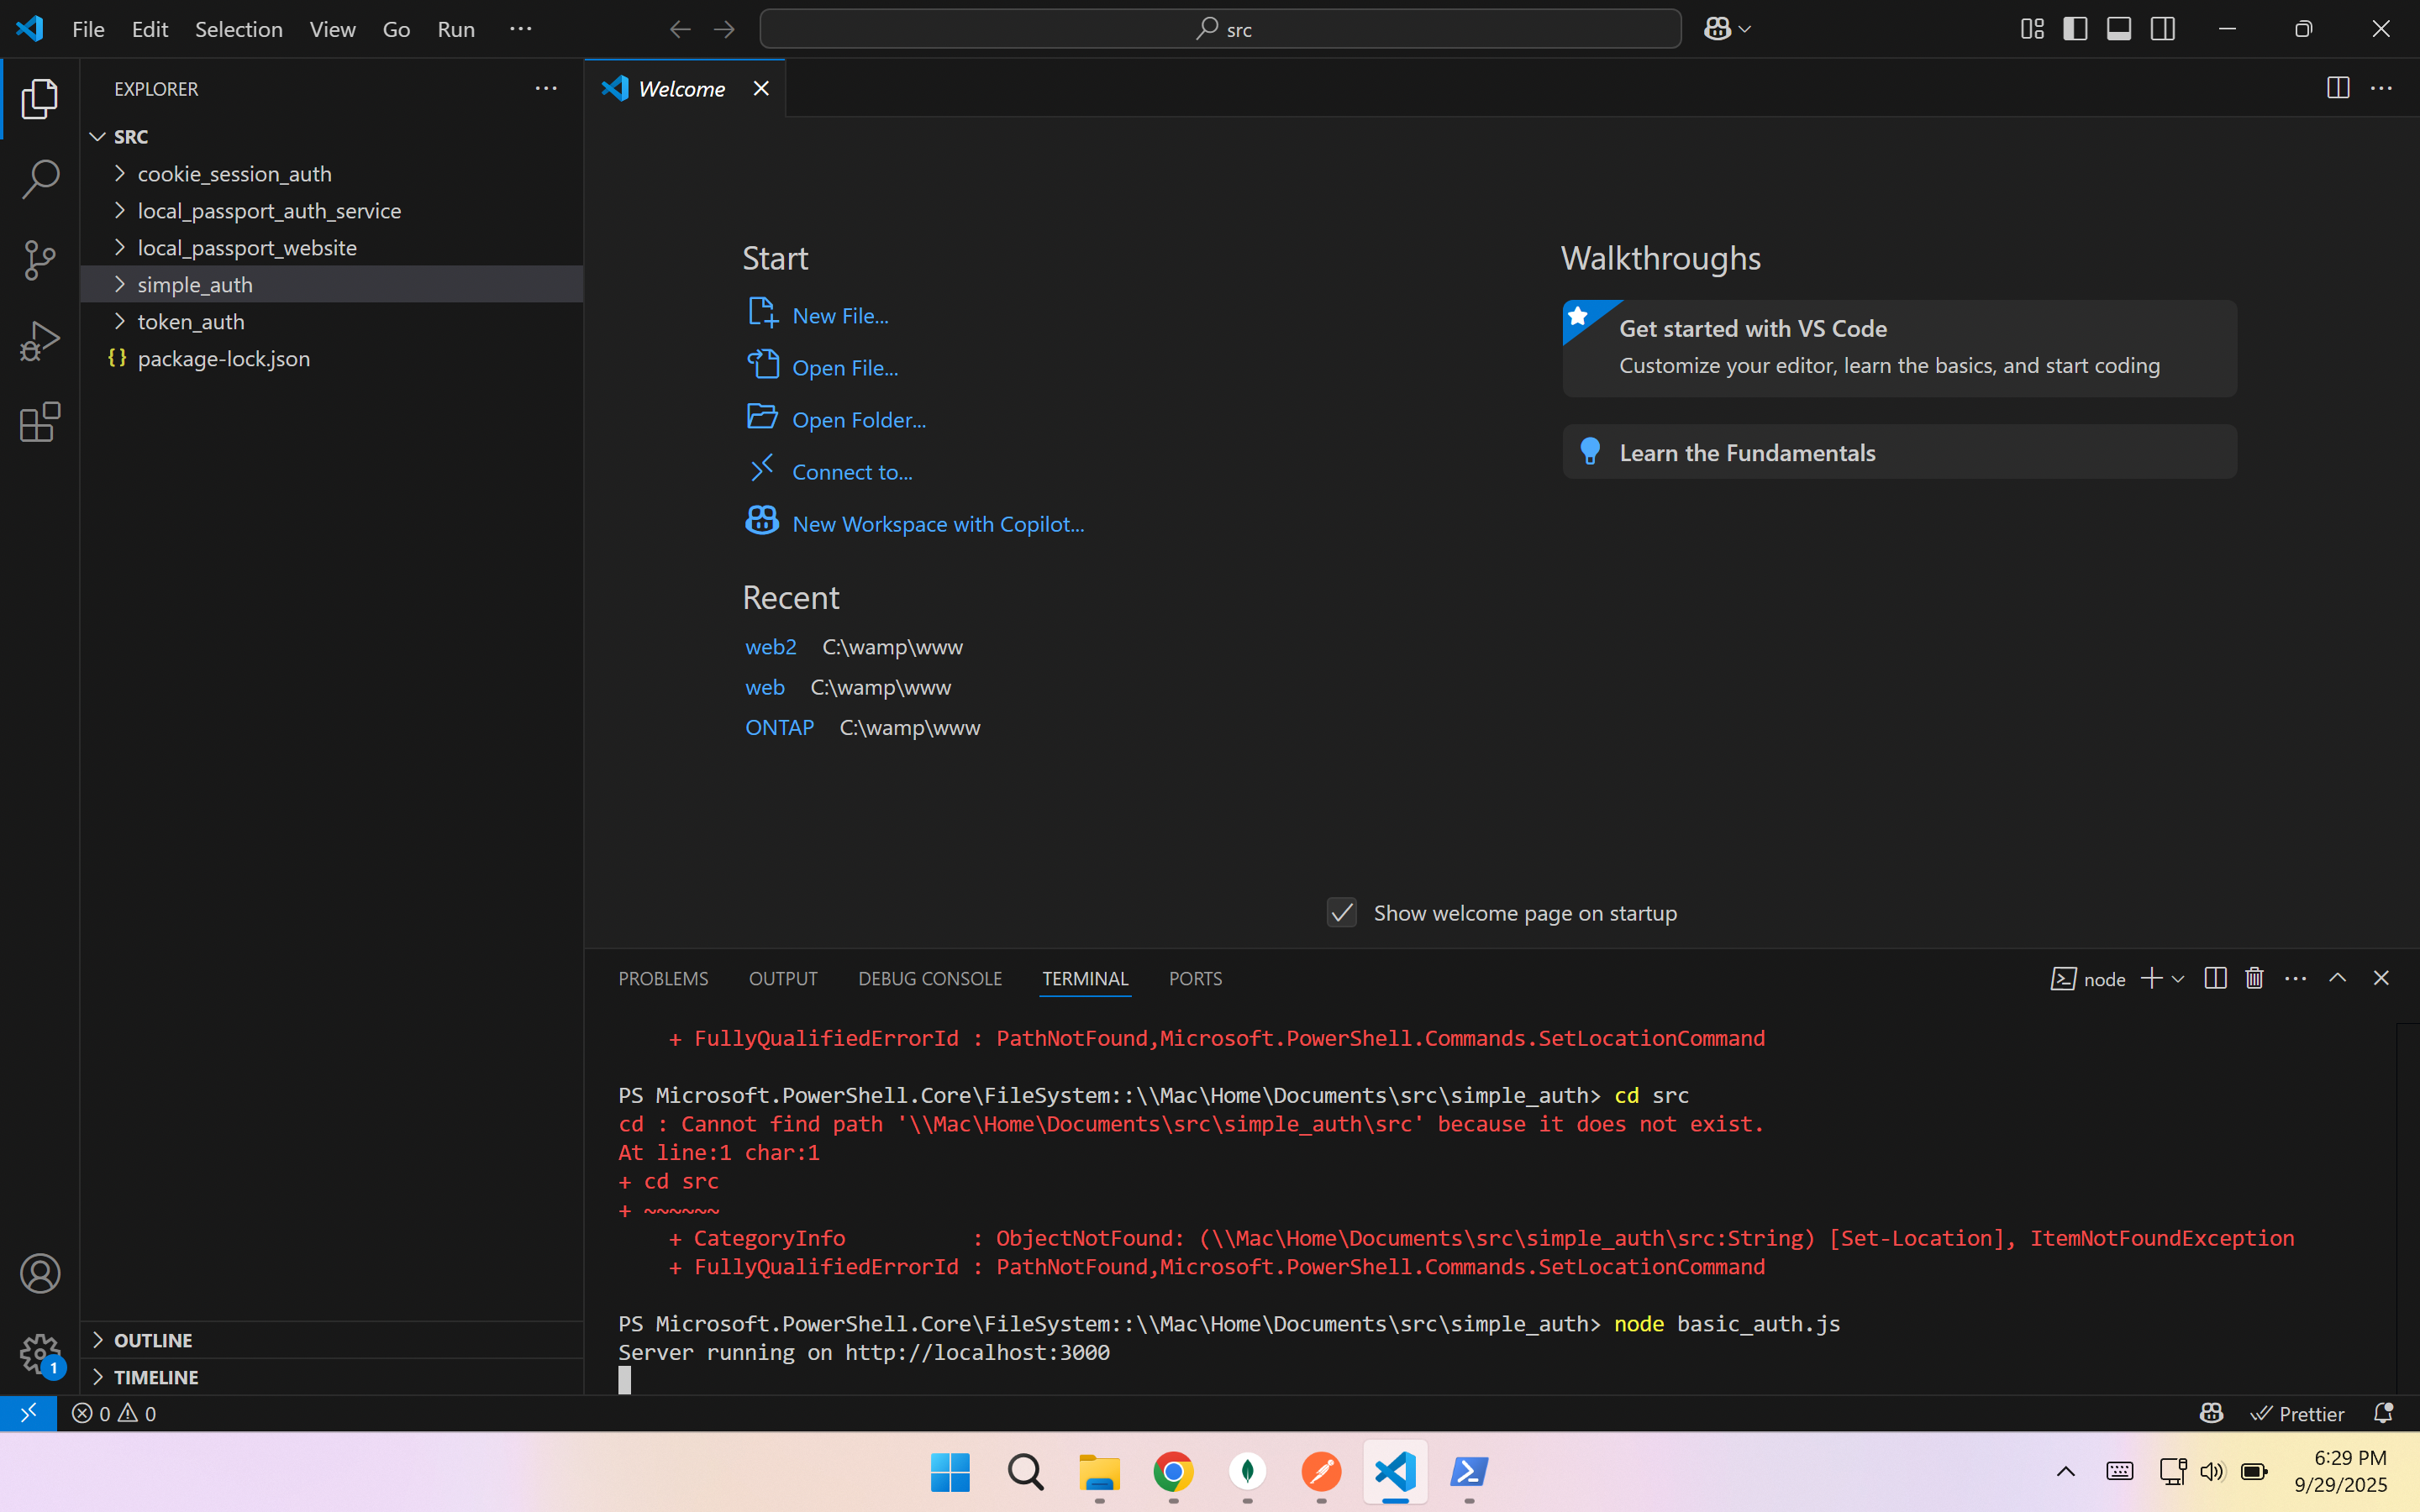 File Edit Selection View Go Run ···
src
EXPLORER ···
SRC
cookie_session_auth
local_passport_auth_service
local_passport_website
simple_auth
token_auth
{} package-lock.json
OUTLINE
TIMELINE
Welcome
Start
New File...
Open File...
Open Folder...
Connect to...
New Workspace with Copilot...
Recent
web2 C:\wamp\www
web C:\wamp\www
ONTAP C:\wamp\www
Walkthroughs
Get started with VS Code
Customize your editor, learn the basics, and start coding
Learn the Fundamentals
Show welcome page on startup
PROBLEMS OUTPUT DEBUG CONSOLE TERMINAL PORTS
node
+ FullyQualifiedErrorId : PathNotFound,Microsoft.PowerShell.Commands.SetLocationCommand
PS Microsoft.PowerShell.Core\FileSystem::\\Mac\Home\Documents\src\simple_auth> cd src
cd : Cannot find path '\\Mac\Home\Documents\src\simple_auth\src' because it does not exist.
At line:1 char:1
+ cd src
+ ~~~~~~
+ CategoryInfo : ObjectNotFound: (\\Mac\Home\Documents\src\simple_auth\src:String) [Set-Location], ItemNotFoundException
+ FullyQualifiedErrorId : PathNotFound,Microsoft.PowerShell.Commands.SetLocationCommand
PS Microsoft.PowerShell.Core\FileSystem::\\Mac\Home\Documents\src\simple_auth> node basic_auth.js
Server running on http://localhost:3000
1
0 0
Prettier
6:29 PM
9/29/2025